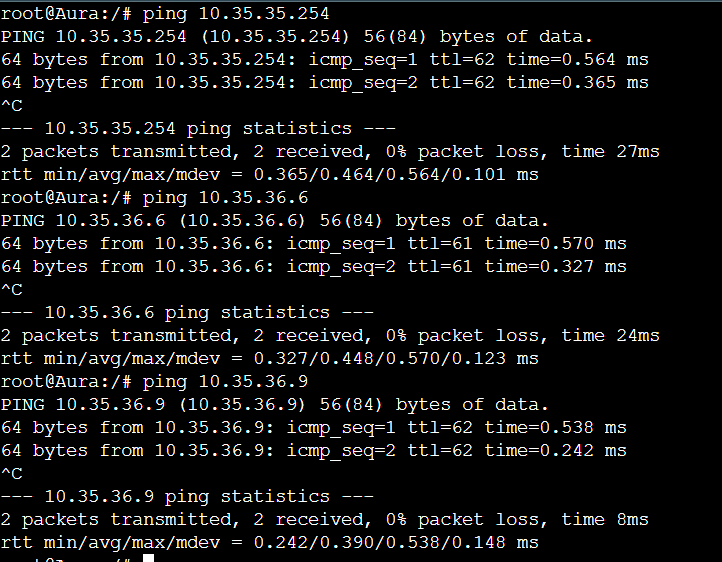 root@Aura:/# ping 10.35.35.254
PING 10.35.35.254 (10.35.35.254) 56(84) bytes of data.
64 bytes from 10.35.35.254: icmp_seq=1 ttl=62 time=0.564 ms
64 bytes from 10.35.35.254: icmp_seq=2 ttl=62 time=0.365 ms
^C
--- 10.35.35.254 ping statistics ---
2 packets transmitted, 2 received, 0% packet loss, time 27ms
rtt min/avg/max/mdev = 0.365/0.464/0.564/0.101 ms
root@Aura:/# ping 10.35.36.6
PING 10.35.36.6 (10.35.36.6) 56(84) bytes of data.
64 bytes from 10.35.36.6: icmp_seq=1 ttl=61 time=0.570 ms
64 bytes from 10.35.36.6: icmp_seq=2 ttl=61 time=0.327 ms
^C
--- 10.35.36.6 ping statistics ---
2 packets transmitted, 2 received, 0% packet loss, time 24ms
rtt min/avg/max/mdev = 0.327/0.448/0.570/0.123 ms
root@Aura:/# ping 10.35.36.9
PING 10.35.36.9 (10.35.36.9) 56(84) bytes of data.
64 bytes from 10.35.36.9: icmp_seq=1 ttl=62 time=0.538 ms
64 bytes from 10.35.36.9: icmp_seq=2 ttl=62 time=0.242 ms
^C
--- 10.35.36.9 ping statistics ---
2 packets transmitted, 2 received, 0% packet loss, time 8ms
rtt min/avg/max/mdev = 0.242/0.390/0.538/0.148 ms
root@Aura:/#